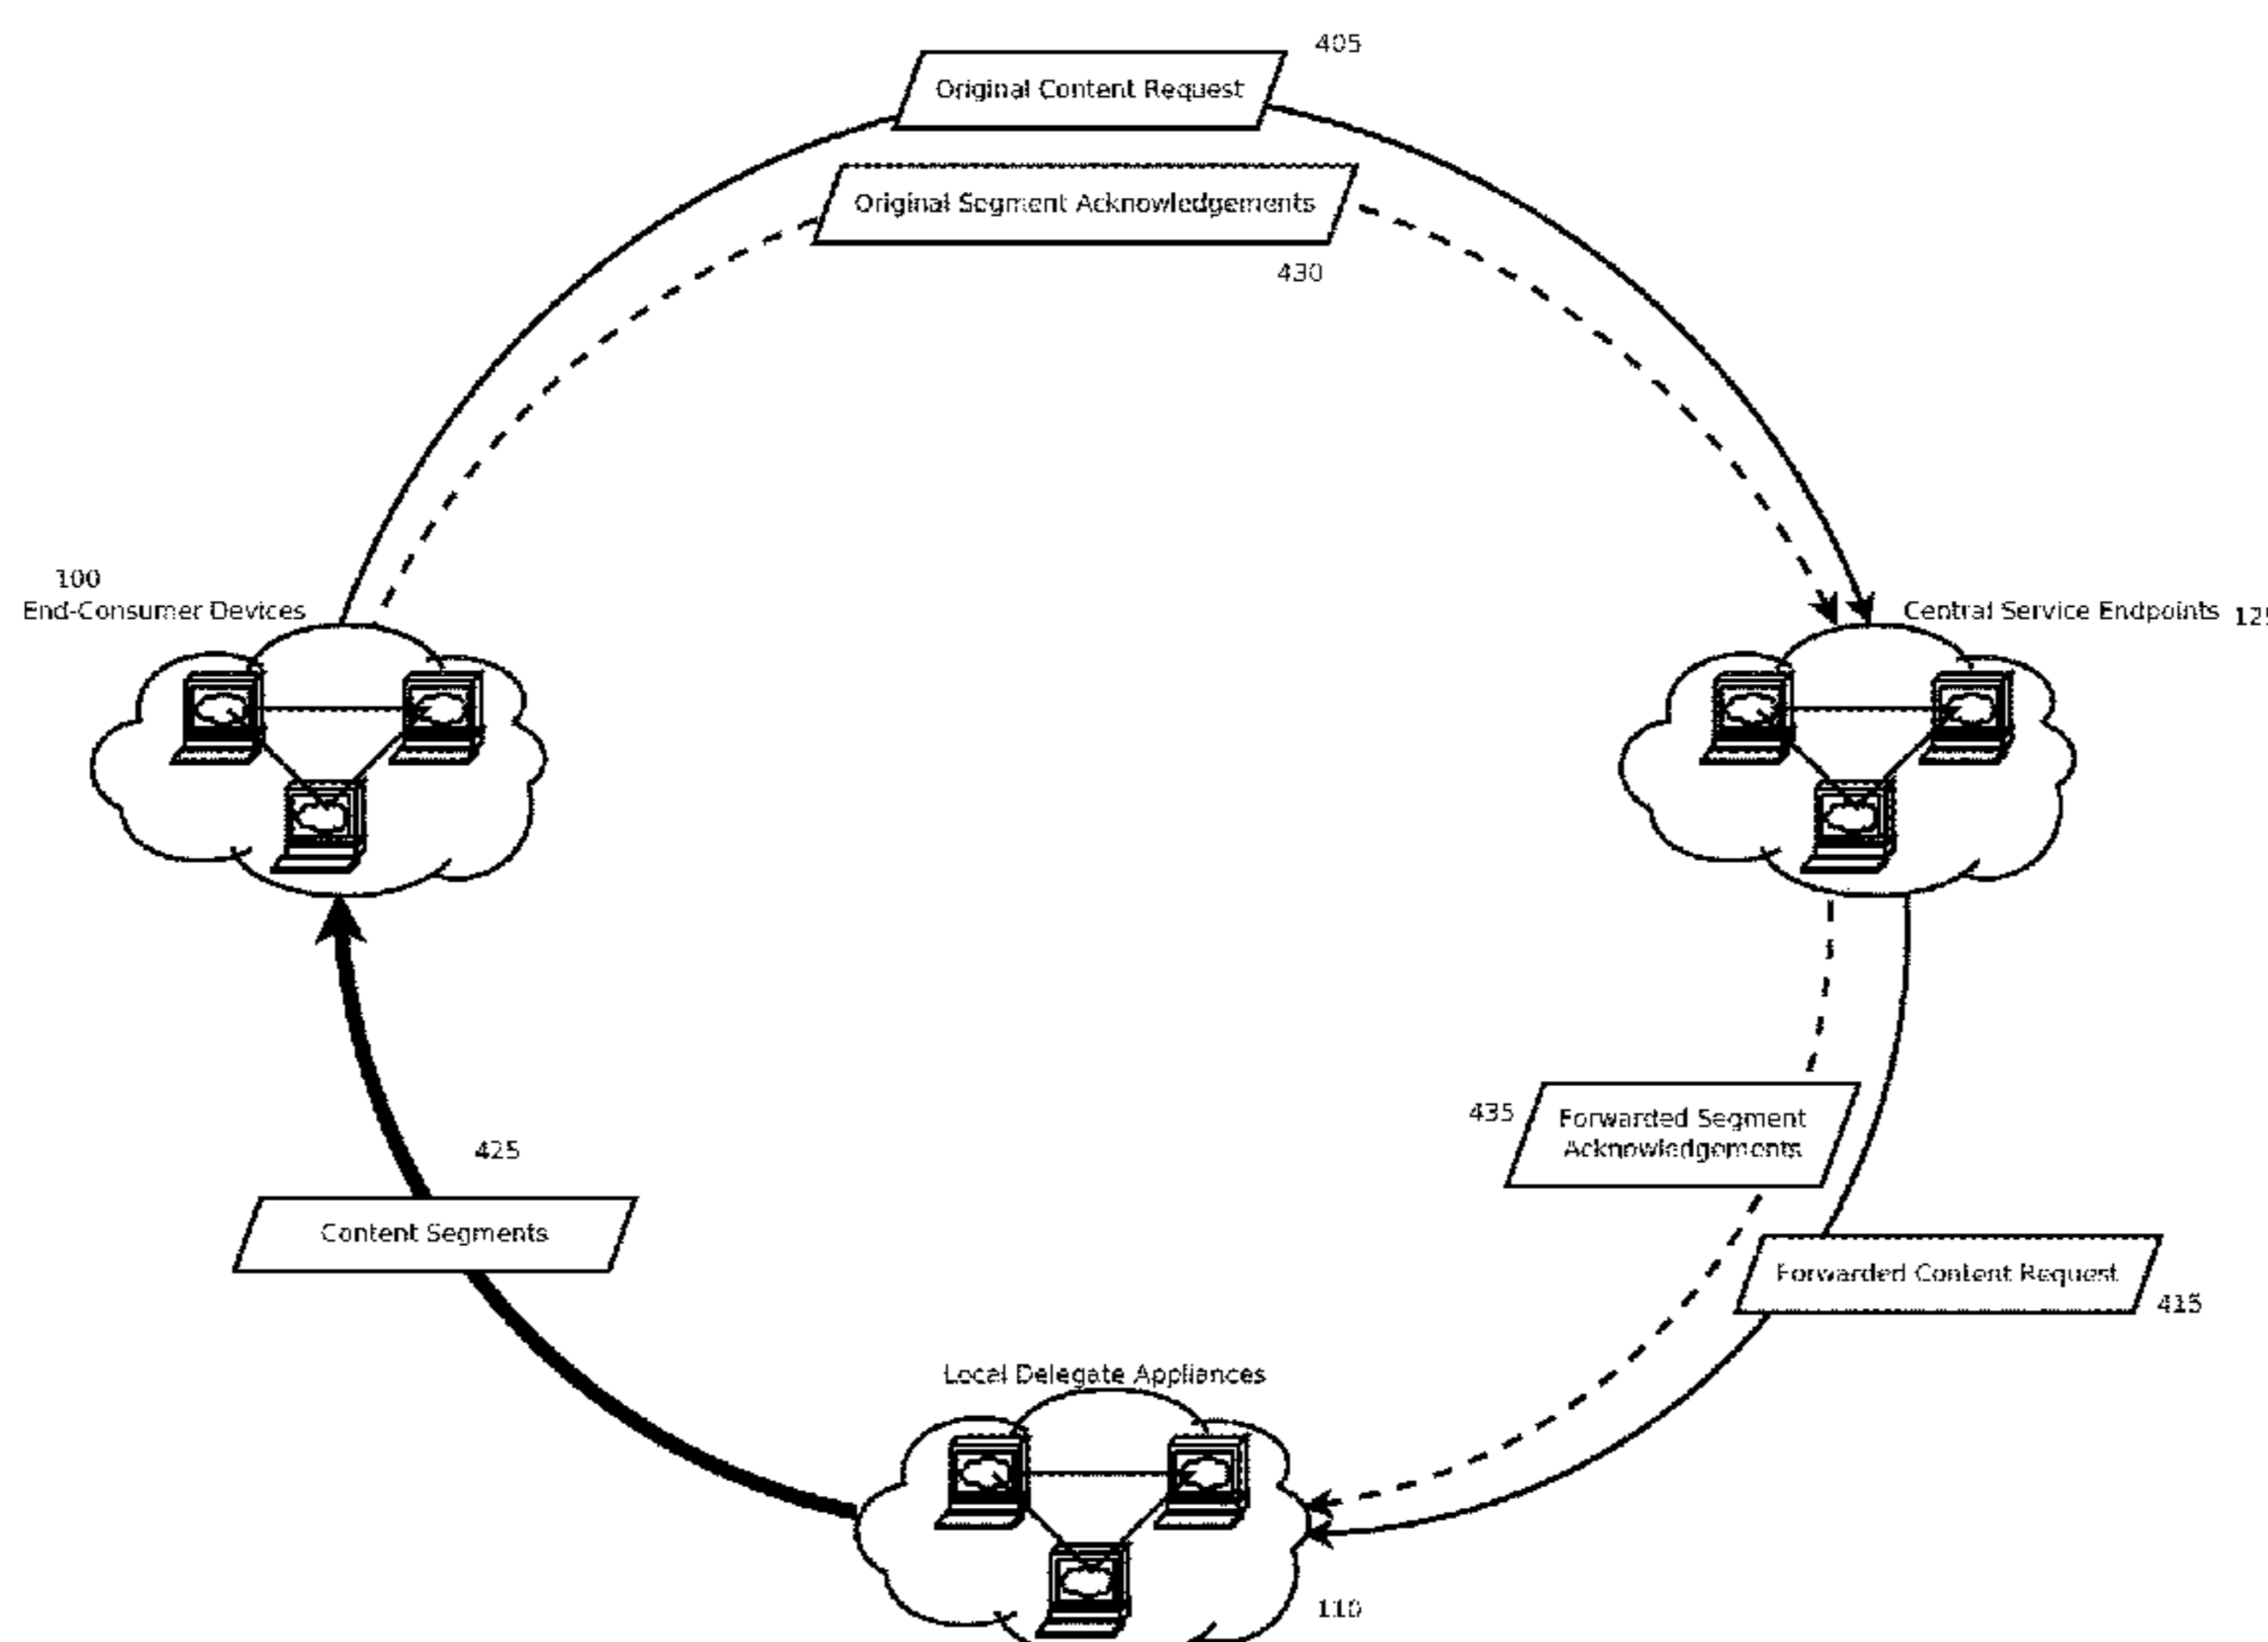 405
Original Content Request
Original Segment Acknowledgements
430
100
End-Consumer Devices
Central Service Endpoints
435
Forwarded Segment
Acknowledgements
425
Content Segments
Forwarded Content Request
415
Local Delegate Appliances
110